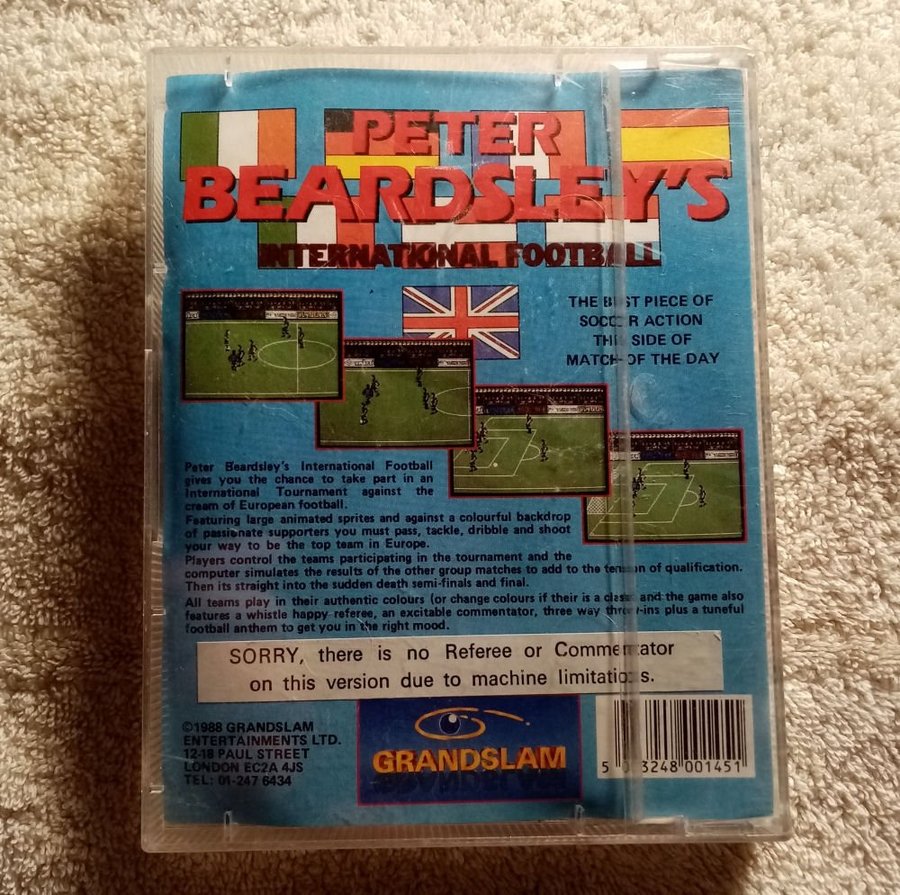 PETER
BEARDSLEY'S
INTERNATIONAL FOOTBALL
THE B ST PIECE OF
SOCC R ACTION
TH SIDE OF
MATCH OF THE DAY
Peter Beardsley's International Football
gives you the chance to take part in an
International Tournament against the
cream of European football.
Featuring large animated sprites and against a colourful backdrop
of passionate supporters you must pass, tackle, dribble and shoot
your way to be the top team in Europe.
Players control the teams participating in the tournament and the
computer simulates the results of the other group matches to add to the tension of qualification.
Then its straight into the sudden death semi-finals and final.
All teams play in their authentic colours (or change colours if their is a clash and the game also
features a whistle happy referee, an excitable commentator, three way throw-ins plus a tuneful
football anthem to get you in the right mood.
SORRY, there is no Referee or Commentator
on this version due to machine limitations.
©1988 GRANDSLAM
ENTERTAINMENTS LTD.
12-18 PAUL STREET
LONDON EC2A 4JS
TEL: 01-247 6434
GRANDSLAM
3248 001451